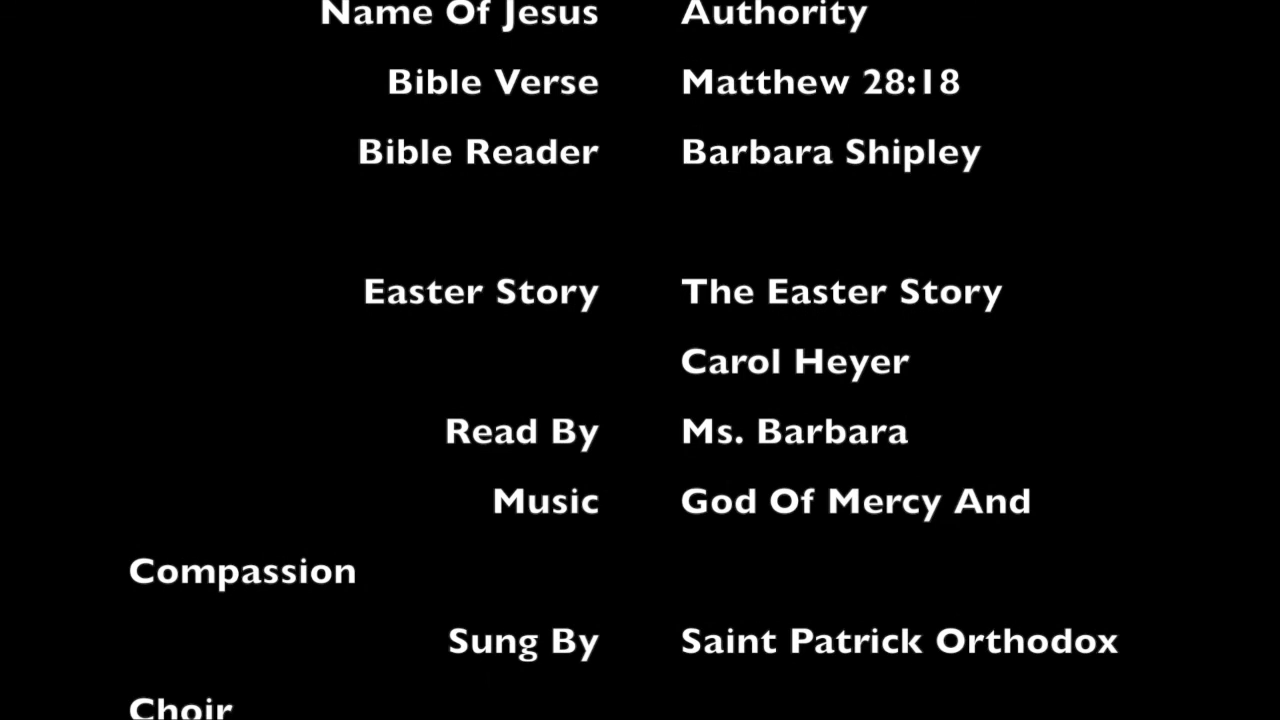 Name Of Jesus Authority
Bible Verse Matthew 28:18
Bible Reader Barbara Shipley
Easter Story The Easter Story
Carol Heyer
Read By Ms. Barbara
Music God Of Mercy And
Compassion
Sung By Saint Patrick Orthodox
Choir